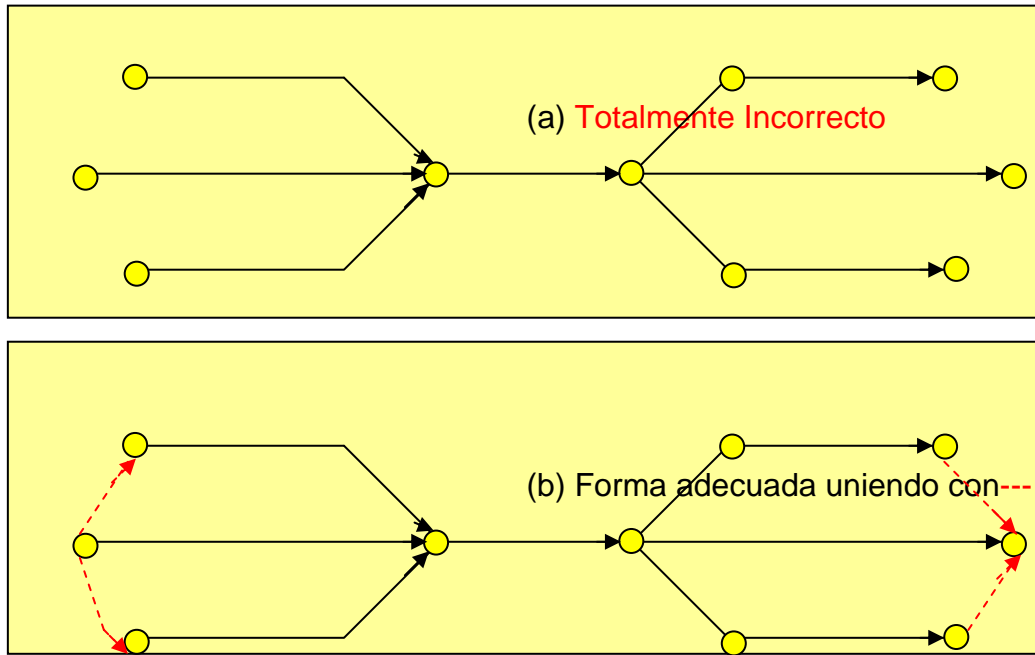 (a) Totalmente Incorrecto
(b) Forma adecuada uniendo con----